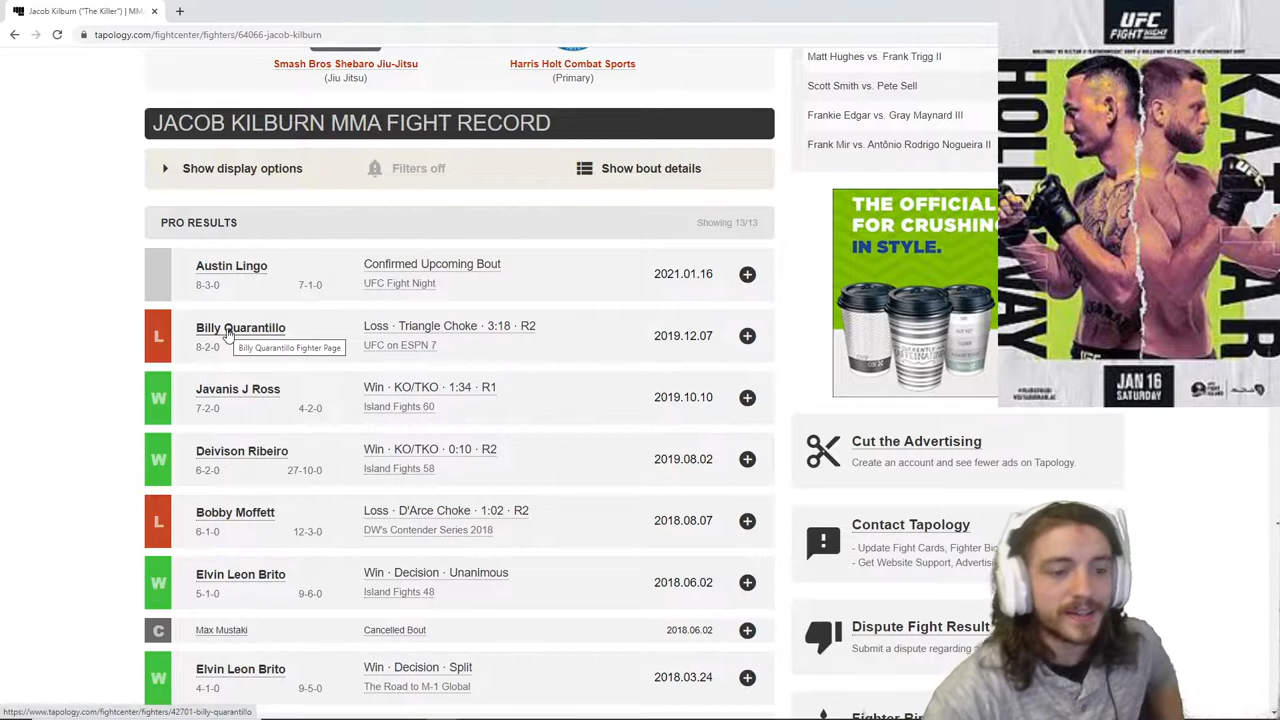 Jacob Kilburn ("The Killer") | MM
tapology.com/fightcenter/fighters/64066-jacob-kilburn
Smash Bros
(Jiu Jitsu)
Holt Combat Sports
(Primary)
JACOB KILBURN MMA FIGHT RECORD
Show display options
Filters off
Show bout details
PRO RESULTS
Showing 13/13
Austin Lingo
8-3-0 7-1-0
Confirmed Upcoming Bout
UFC Fight Night
2021.01.16
L
Billy Quarantillo
8-2-0
Billy Quarantillo Fighter Page
Loss · Triangle Choke · 3:18 · R2
UFC on ESPN 7
2019.12.07
W
Javanis J Ross
7-2-0 4-2-0
Win · KO/TKO · 1:34 · R1
Island Fights
2019.10.10
W
Deivison Ribeiro
6-2-0 27-10-0
Win · KO/TKO · 0:10 · R2
Island Fights 58
2019.08.02
L
Bobby Moffett
6-1-0 12-3-0
Loss · D'Arce Choke · 1:02 · R2
DW's Contender Series 2018
2018.08.07
W
Elvin Leon Brito
5-1-0 9-6-0
Win · Decision · Unanimous
Island Fights 48
2018.06.02
C
Max Mustaki
Cancelled Bout
2018.06.02
W
Elvin Leon Brito
4-1-0 9-5-0
Win · Decision · Split
The Road to M-1 Global
2018.03.24
https://www.tapology.com/fightcenter/fighters/42701-billy-quarantillo
Matt Hughes vs. Frank Trigg II
Scott Smith vs. Pete Sell
Frankie Edgar vs. Gray Maynard III
Frank Mir vs. Antônio Rodrigo Nogueira II
THE OFFICIAL
FOR CRUSHIN
IN STYLE.
Cut the Advertising
Create an account and see fewer ads on Tapology.
Contact Tapology
- Update Fight Cards, Fighter Bio
- Get Website Support, Advertisi
Dispute Fight Result
Submit a dispute regarding
Fighter Bi
UFC
FIGHT NIGHT
HOLLOWAY
KATTAR
UFC
JAN 16
SATURDAY